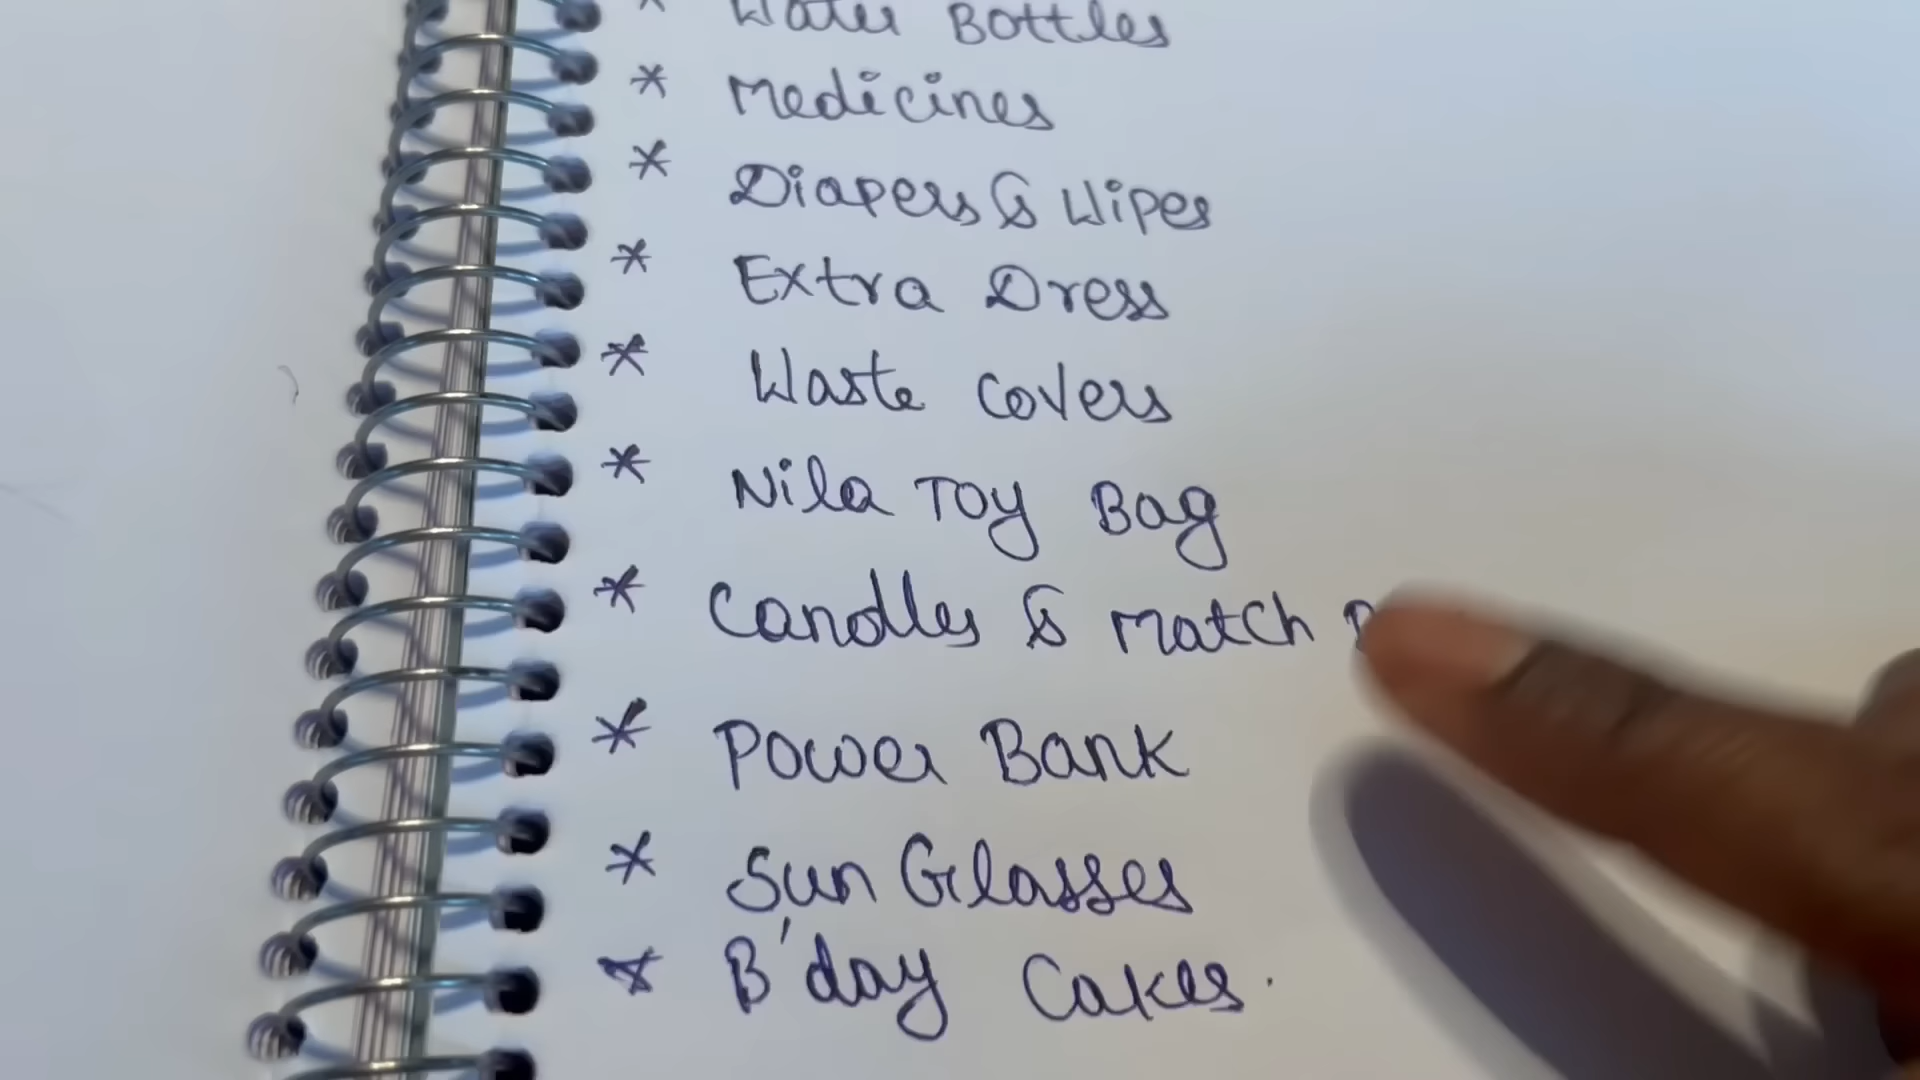 * Water Bottles
* Medicines
* Diapers & Wipes
* Extra Dress
* Waste Covers
* Nila Toy Bag
* Candles & Match
* Power Bank
* Sun Glasses
* B'day Cakes.